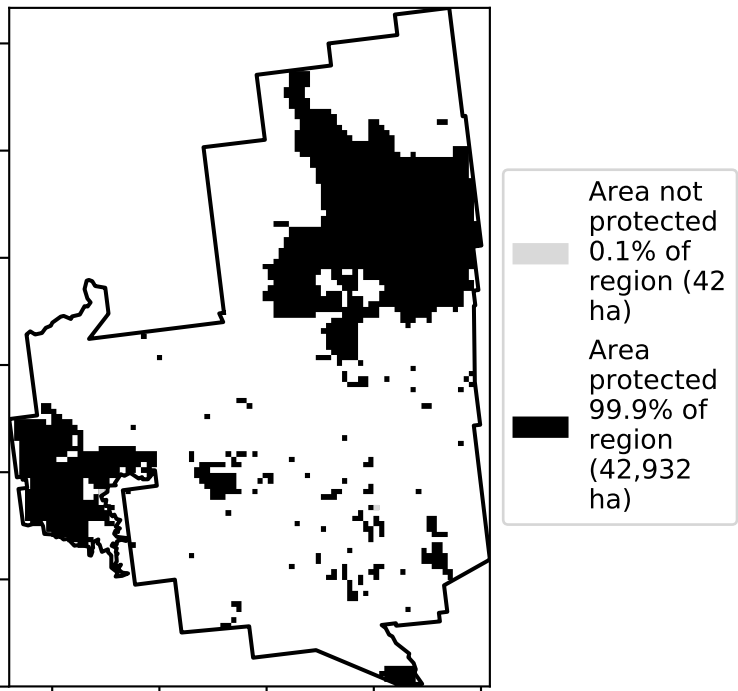 Area not
protected
0.1% of
region (42
ha)
Area
protected
99.9% of
region
(42,932
ha)